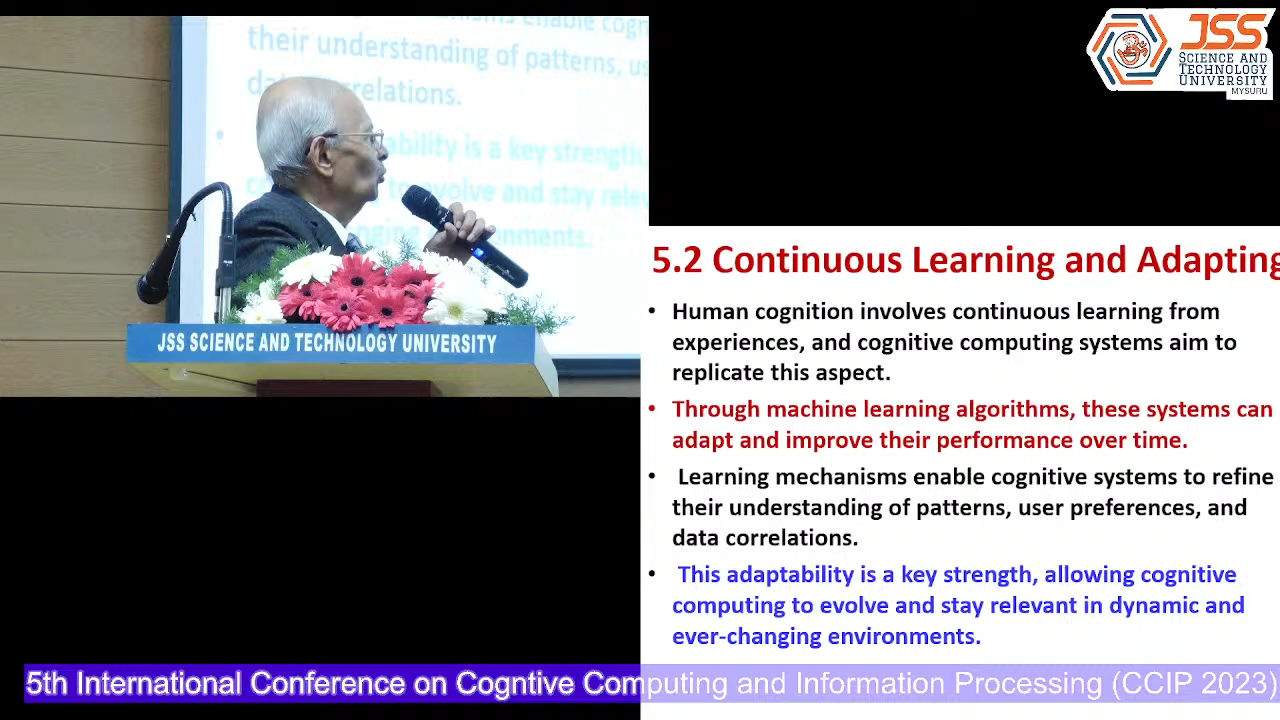 anisms enable cogn
their understanding of patterns, us
relations.
ability is a key strength,
to evolve and stay relev
nging environments.
JSS SCIENCE AND TECHNOLOGY UNIVERSITY
JSS
SCIENCE AND
TECHNOLOGY
UNIVERSITY
MYSURU
5.2 Continuous Learning and Adapting
• Human cognition involves continuous learning from
experiences, and cognitive computing systems aim to
replicate this aspect.
• Through machine learning algorithms, these systems can
adapt and improve their performance over time.
• Learning mechanisms enable cognitive systems to refine
their understanding of patterns, user preferences, and
data correlations.
• This adaptability is a key strength, allowing cognitive
computing to evolve and stay relevant in dynamic and
ever-changing environments.
5th International Conference on Cogntive Computing and Information Processing (CCIP 2023)